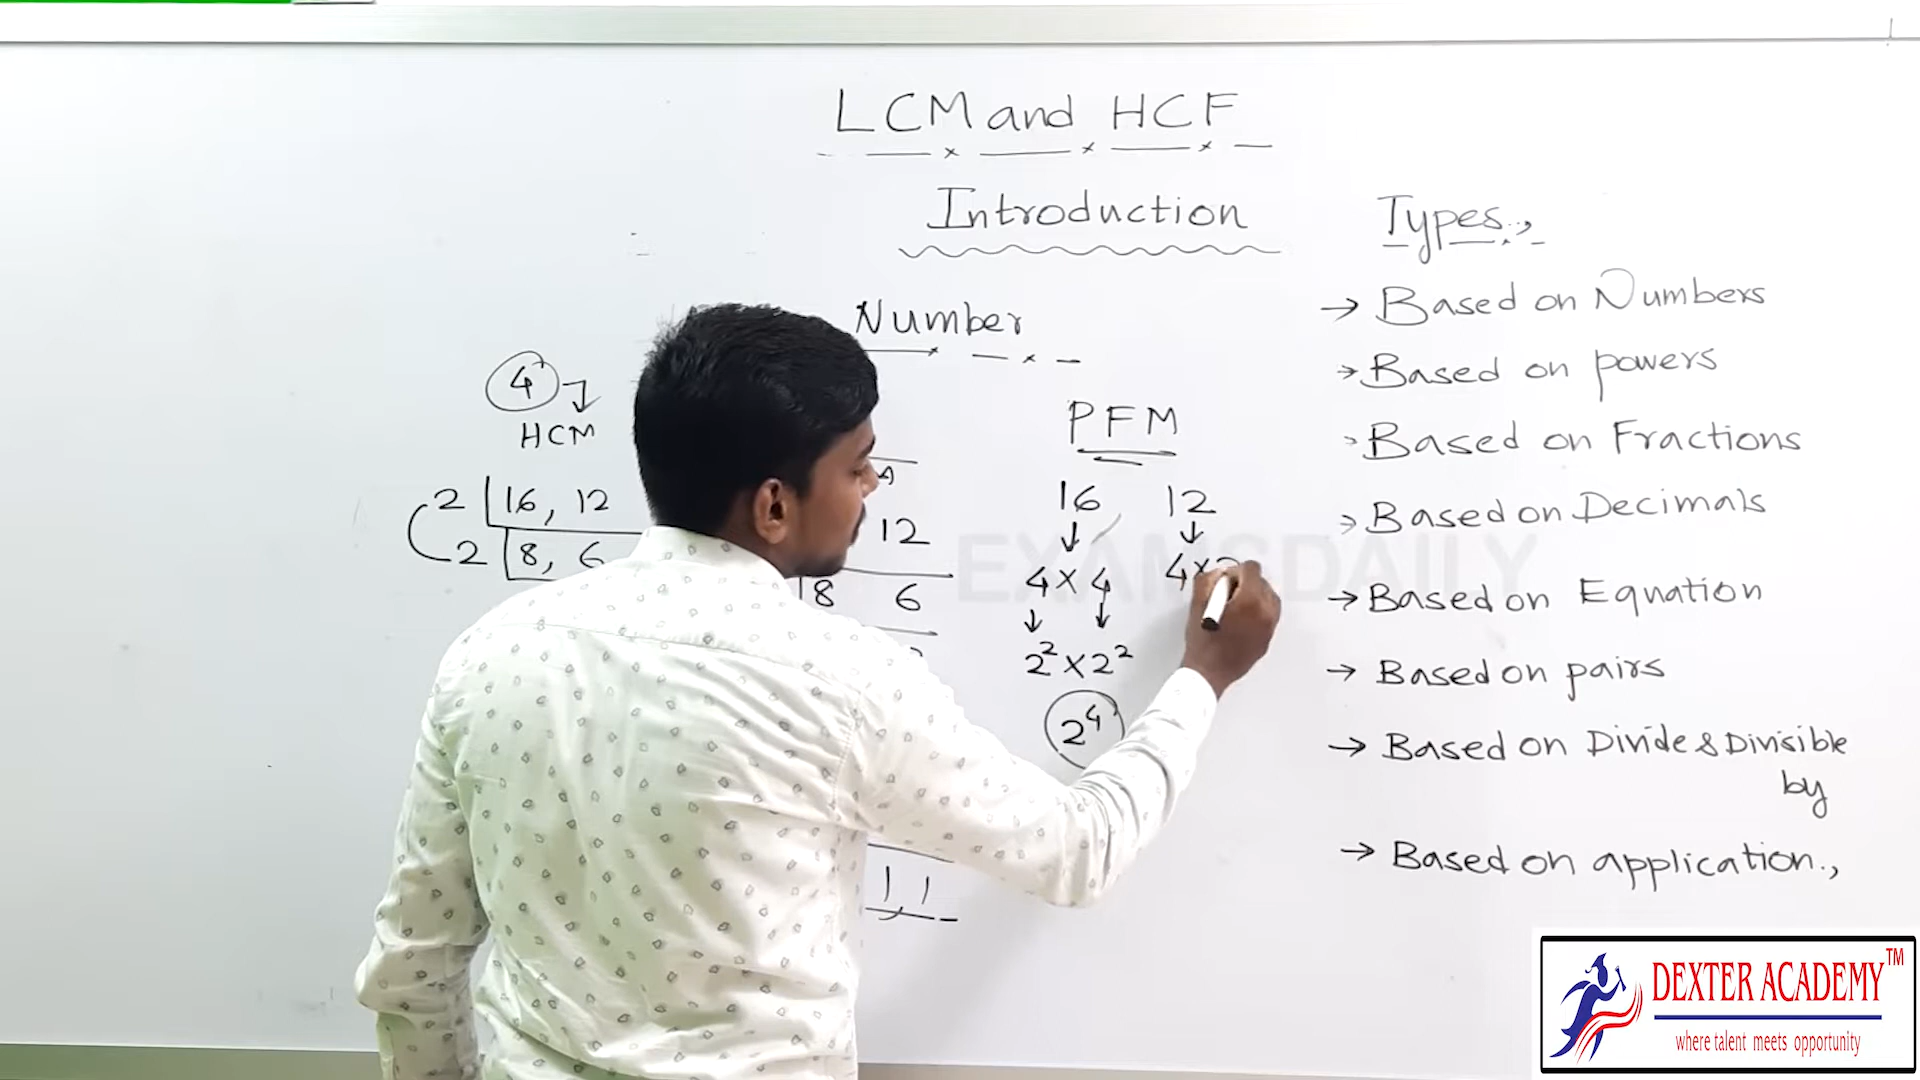 LCM and HCF
Introduction
Number
4
HCM
2 16, 12
2 8, 6
12
8 6
1, 1
PFM
16 12
4 × 4 4 ×
2² × 2²
2⁴
Types.,
→ Based on Numbers
→ Based on powers
→ Based on Fractions
→ Based on Decimals
→ Based on Equation
→ Based on pairs
→ Based on Divide & Divisible
by
→ Based on application.,
EXAMSDAILY
DEXTER ACADEMY™
where talent meets opportunity